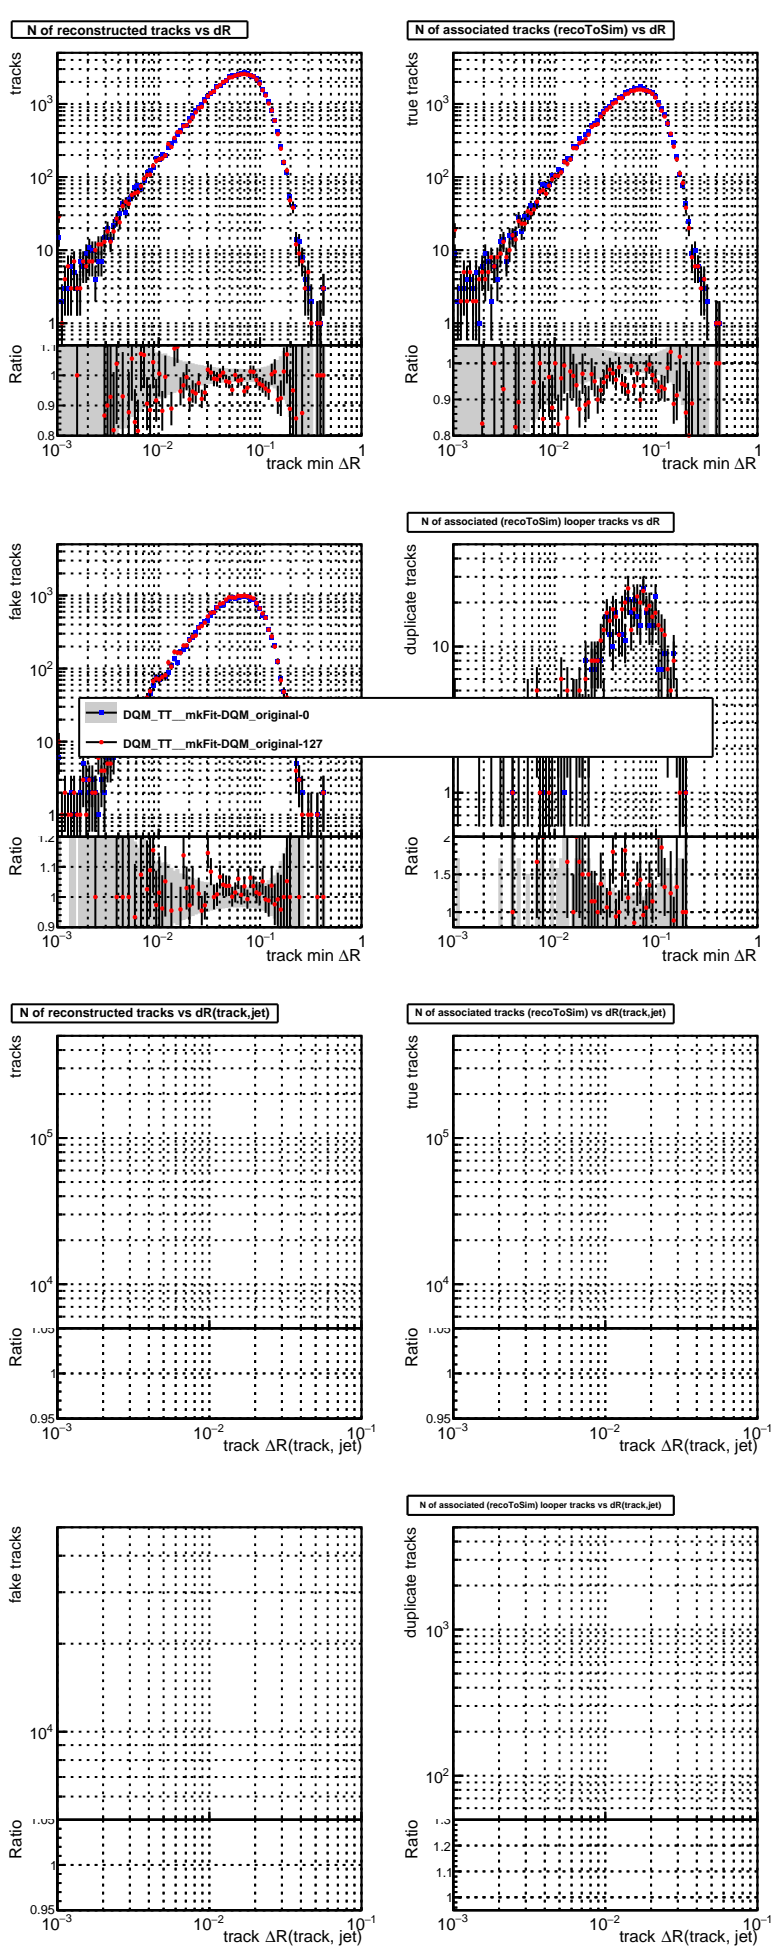 N of reconstructed tracks vs dR
tracks
10³
10²
10
1
Ratio
1.1
1
0.9
0.8
10⁻³
10⁻²
10⁻¹
1
track min ΔR
N of associated tracks (recoToSim) vs dR
true tracks
10³
10²
10
1
Ratio
1
0.9
0.8
10⁻³
10⁻²
10⁻¹
1
track min ΔR
fake tracks
10³
10²
10
1
Ratio
1.2
1.1
1
0.9
10⁻³
10⁻²
10⁻¹
1
track min ΔR
N of associated (recoToSim) looper tracks vs dR
duplicate tracks
10
1
Ratio
2
1.5
1
10⁻³
10⁻²
10⁻¹
1
track min ΔR
DQM_TT__mkFit-DQM_original-0
DQM_TT__mkFit-DQM_original-127
N of reconstructed tracks vs dR(track,jet)
tracks
10⁵
10⁴
Ratio
1.05
1
0.95
10⁻³
10⁻²
10⁻¹
track ΔR(track, jet)
N of associated tracks (recoToSim) vs dR(track,jet)
true tracks
10⁵
10⁴
Ratio
1.05
1
0.95
10⁻³
10⁻²
10⁻¹
track ΔR(track, jet)
fake tracks
10⁴
Ratio
1.05
1
0.95
10⁻³
10⁻²
10⁻¹
track ΔR(track, jet)
N of associated (recoToSim) looper tracks vs dR(track,jet)
duplicate tracks
10³
10²
Ratio
1.3
1.2
1.1
1
10⁻³
10⁻²
10⁻¹
track ΔR(track, jet)